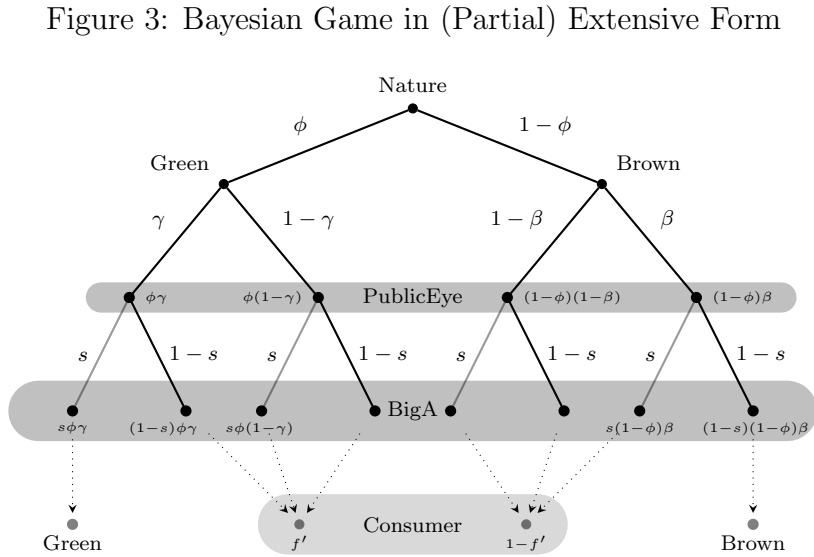 Figure 3: Bayesian Game in (Partial) Extensive Form
Nature
ϕ 1 − ϕ
Green Brown
γ 1 − γ 1 − β β
ϕγ ϕ(1−γ) PublicEye (1−ϕ)(1−β) (1−ϕ)β
s 1 − s s 1 − s s 1 − s s 1 − s
BigA
sϕγ (1−s)ϕγ sϕ(1−γ) s(1−ϕ)β (1−s)(1−ϕ)β
Consumer
Green f′ 1−f′ Brown